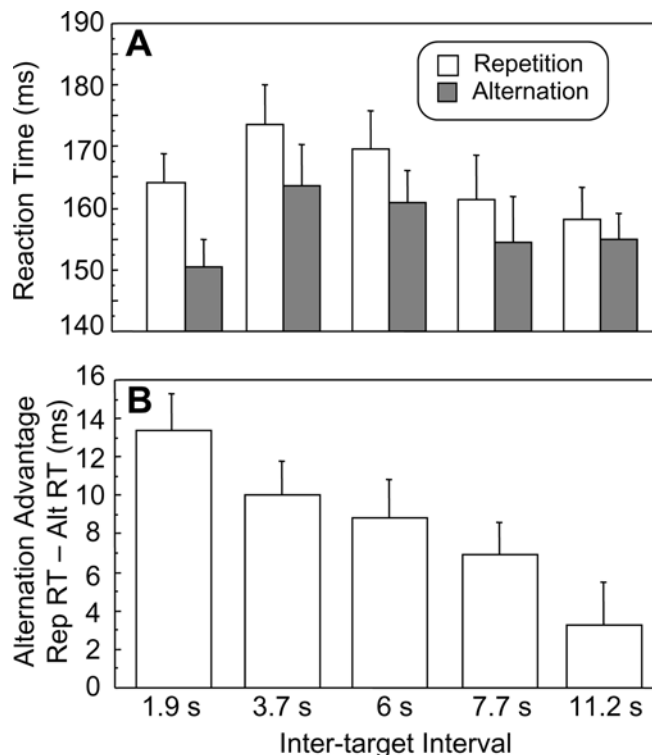 190
A
Repetition
Alternation
180
170
160
150
140
Reaction Time (ms)
16
B
14
12
10
8
6
4
2
0
Alternation Advantage
Rep RT – Alt RT (ms)
1.9 s 3.7 s 6 s 7.7 s 11.2 s
Inter-target Interval